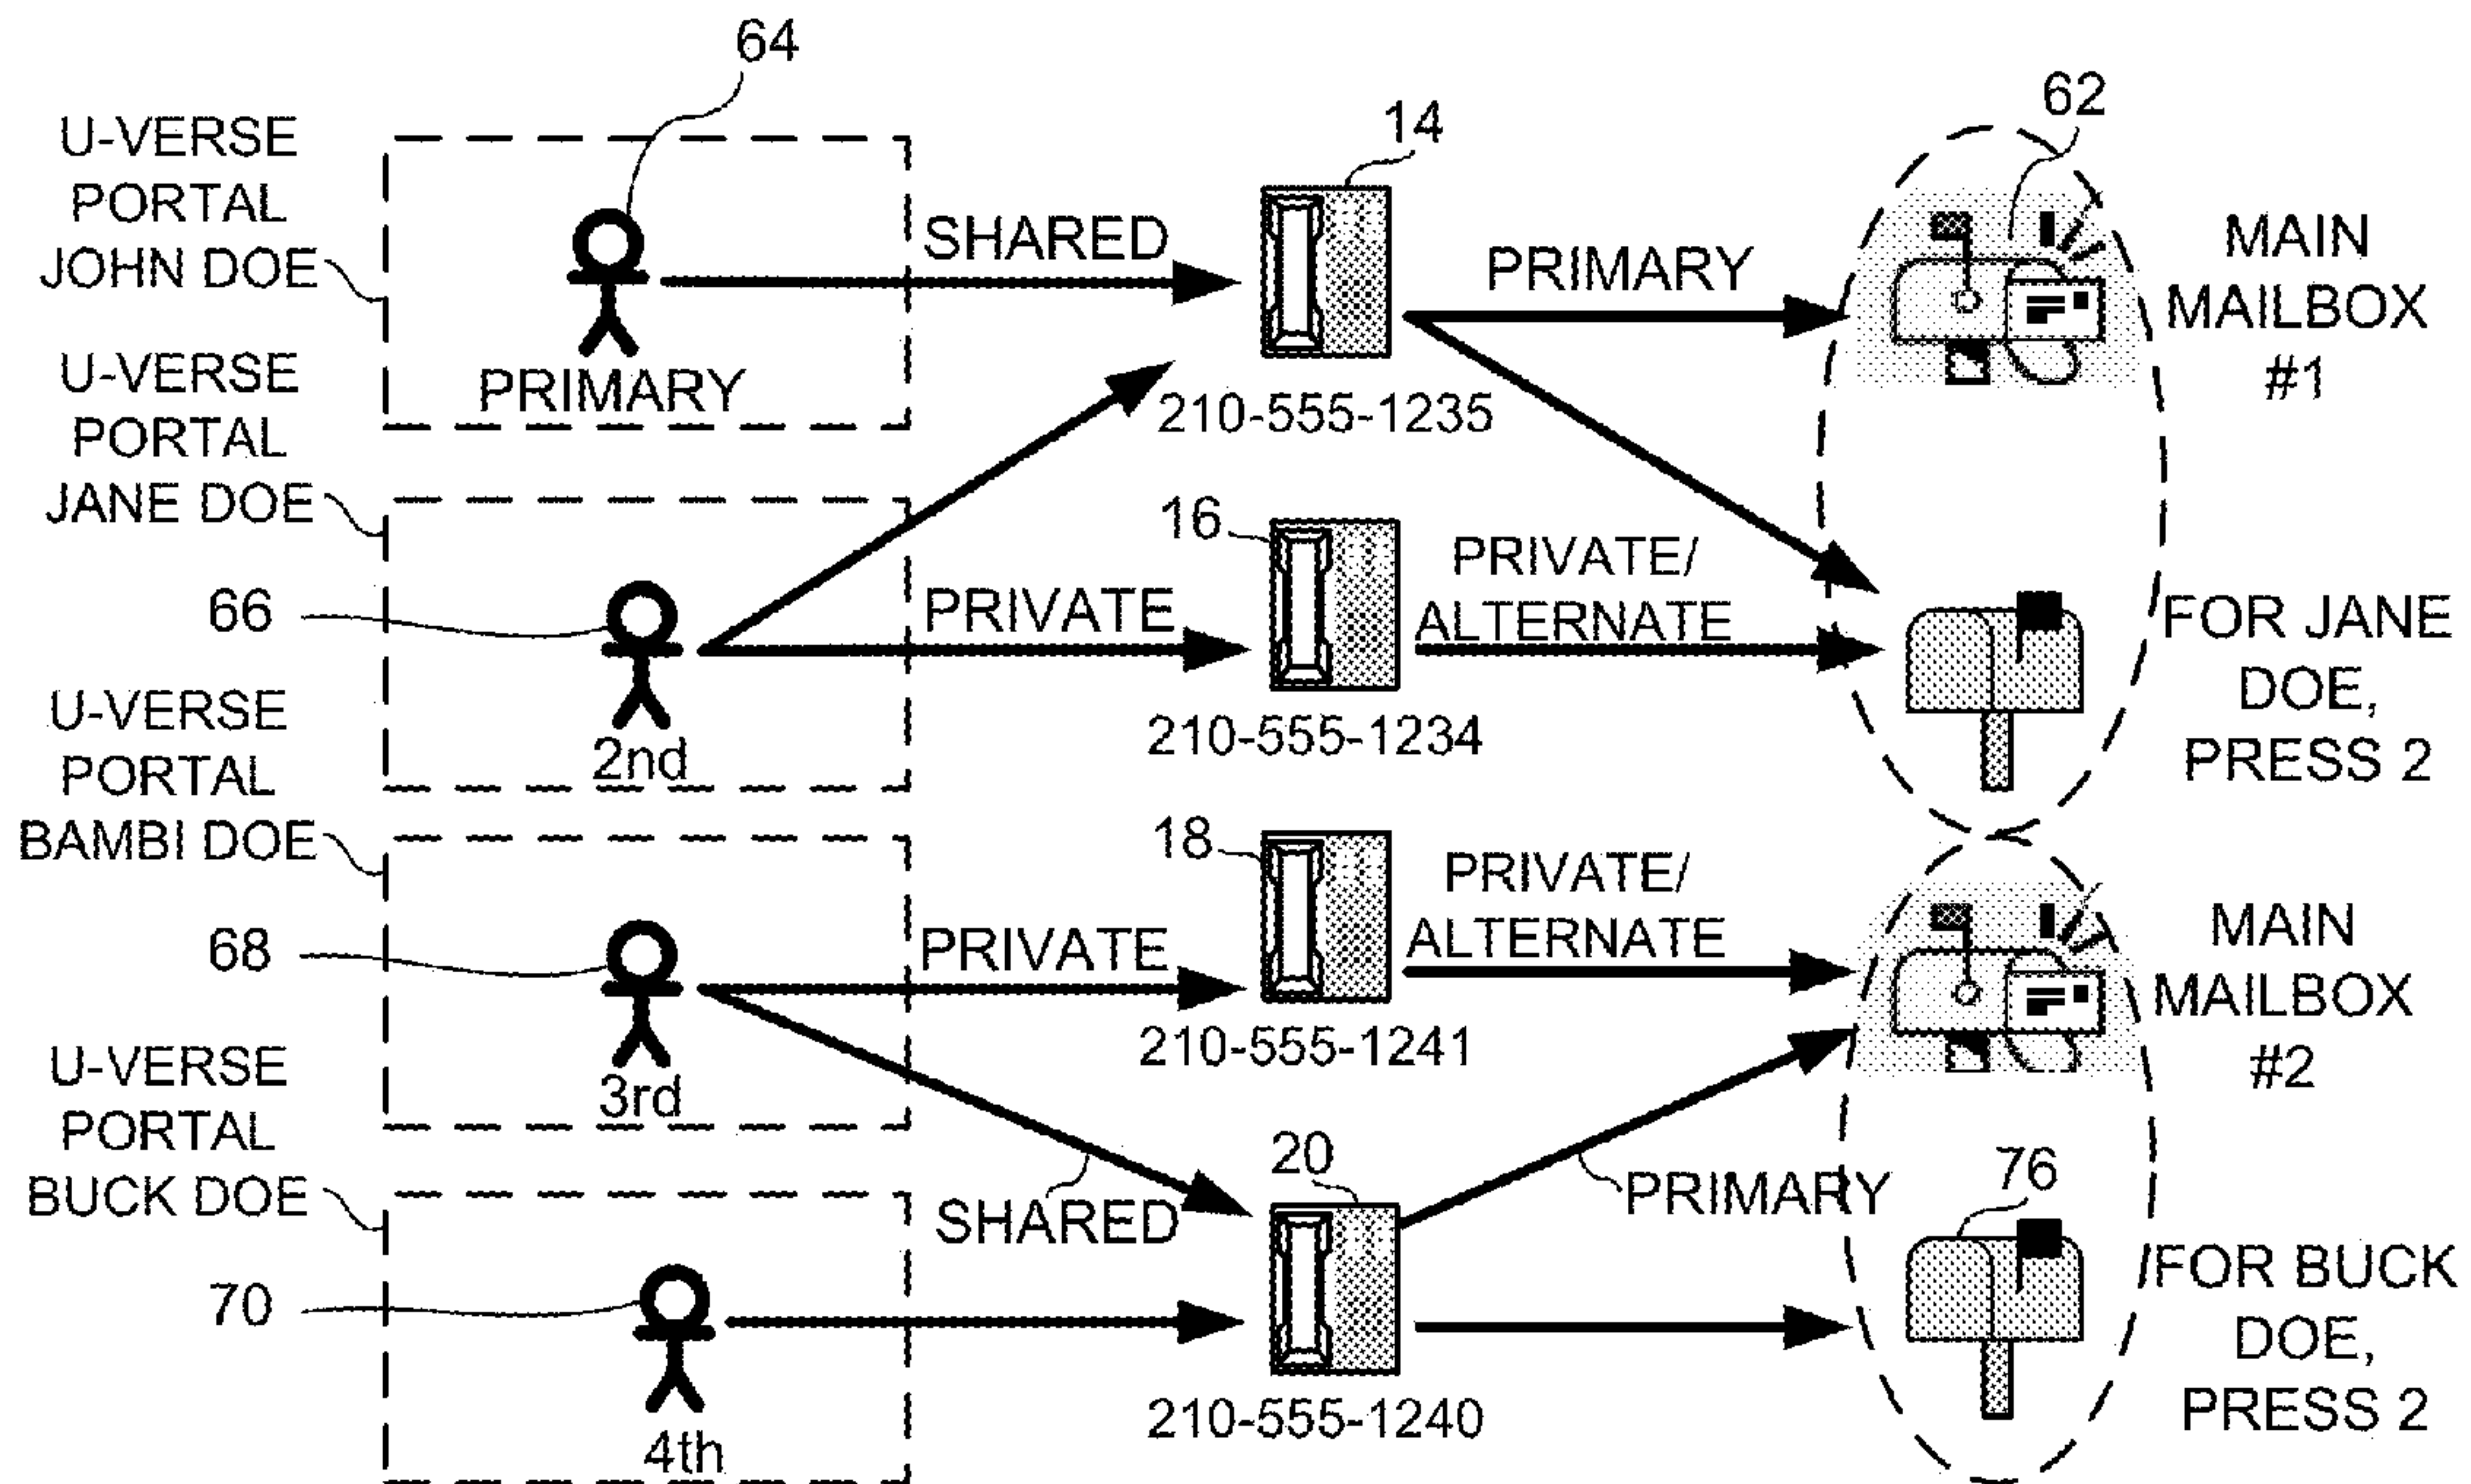 64
62
14
U-VERSE
PORTAL
JOHN DOE
SHARED
PRIMARY
PRIMARY
210-555-1235
MAIN
MAILBOX
#1
U-VERSE
PORTAL
JANE DOE
66
2nd
PRIVATE
16
210-555-1234
PRIVATE/
ALTERNATE
FOR JANE
DOE,
PRESS 2
U-VERSE
PORTAL
BAMBI DOE
68
3rd
PRIVATE
18
210-555-1241
PRIVATE/
ALTERNATE
MAIN
MAILBOX
#2
U-VERSE
PORTAL
BUCK DOE
70
4th
SHARED
20
210-555-1240
PRIMARY
76
FOR BUCK
DOE,
PRESS 2